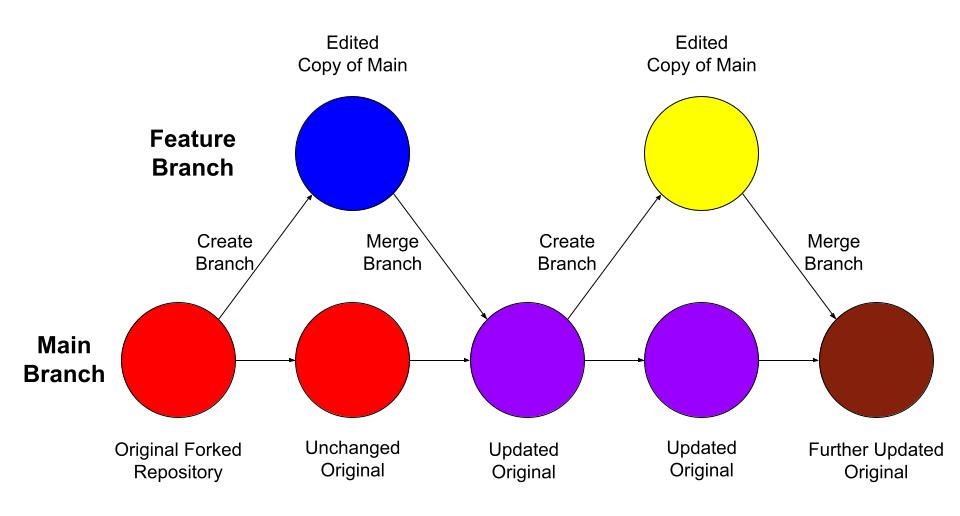 Edited
Copy of Main
Edited
Copy of Main
Feature
Branch
Create
Branch
Merge
Branch
Create
Branch
Merge
Branch
Main
Branch
Original Forked
Repository
Unchanged
Original
Updated
Original
Updated
Original
Further Updated
Original